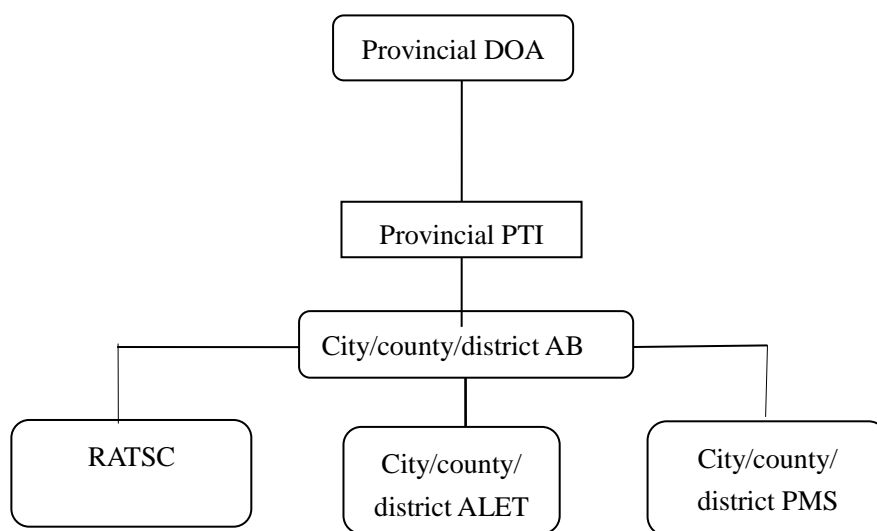 Provincial DOA
Provincial PTI
City/county/district AB
RATSC
City/county/
district ALET
City/county/
district PMS